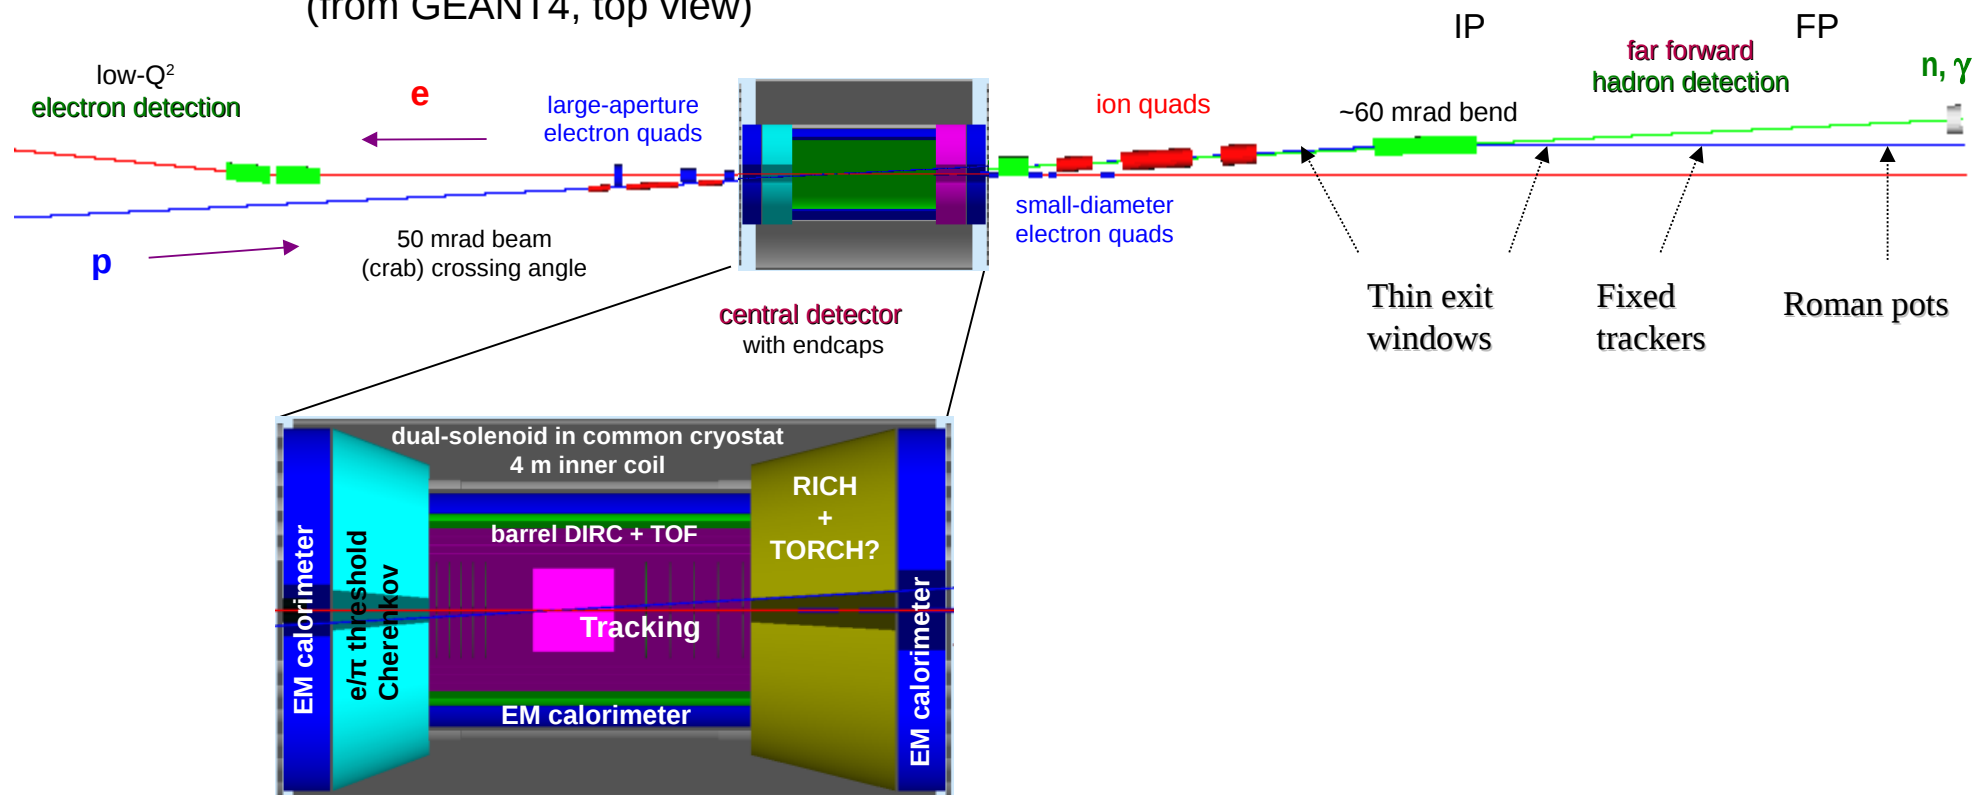 (from GEANT4, top view)
IP
FP
low-Q²
electron detection
e
large-aperture
electron quads
ion quads
~60 mrad bend
far forward
hadron detection
n, γ
p
50 mrad beam
(crab) crossing angle
small-diameter
electron quads
central detector
with endcaps
Thin exit
windows
Fixed
trackers
Roman pots
dual-solenoid in common cryostat
4 m inner coil
RICH
+
TORCH?
barrel DIRC + TOF
EM calorimeter
e/π threshold
Cherenkov
Tracking
EM calorimeter
EM calorimeter